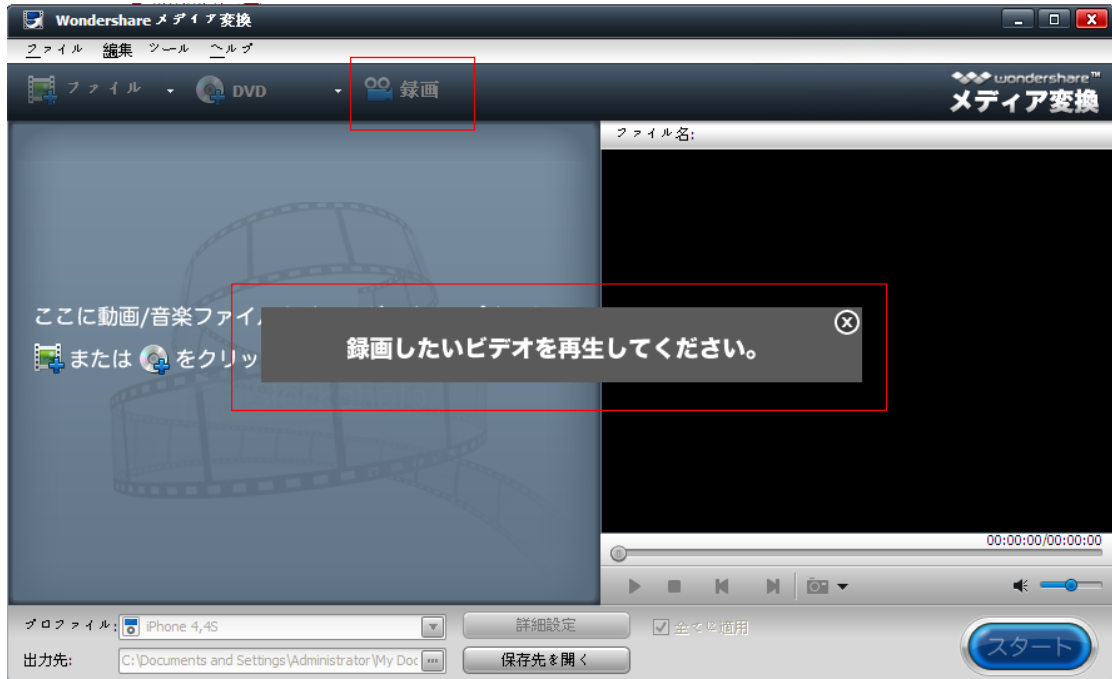 Wondershare メディア変換
ファイル 編集 ツール ヘルプ
ファイル DVD 録画
wondershare™
メディア変換
ファイル名:
ここに動画/音楽ファイ
または をクリッ
録画したいビデオを再生してください。
00:00:00/00:00:00
プロファイル: iPhone 4,4S 詳細設定 全てに適用
出力先: C:\Documents and Settings\Administrator\My Doc ... 保存先を開く
スタート